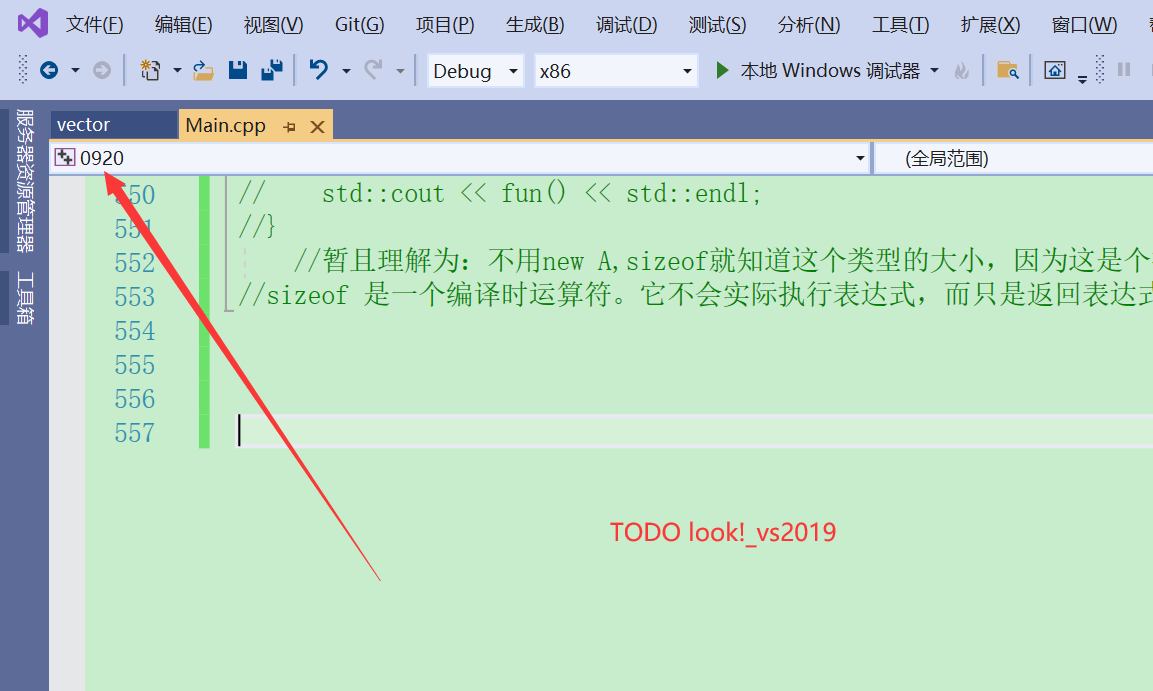 文件(F) 编辑(E) 视图(V) Git(G) 项目(P) 生成(B) 调试(D) 测试(S) 分析(N) 工具(T) 扩展(X) 窗口(W)
Debug x86 本地 Windows 调试器
服务器资源管理器
工具箱
vector Main.cpp
0920 (全局范围)
550 // std::cout << fun() << std::endl;
551 //}
552 //暂且理解为：不用new A,sizeof就知道这个类型的大小，因为这是个
553 //sizeof 是一个编译时运算符。它不会实际执行表达式，而只是返回表达式
554
555
556
557
TODO look!_vs2019